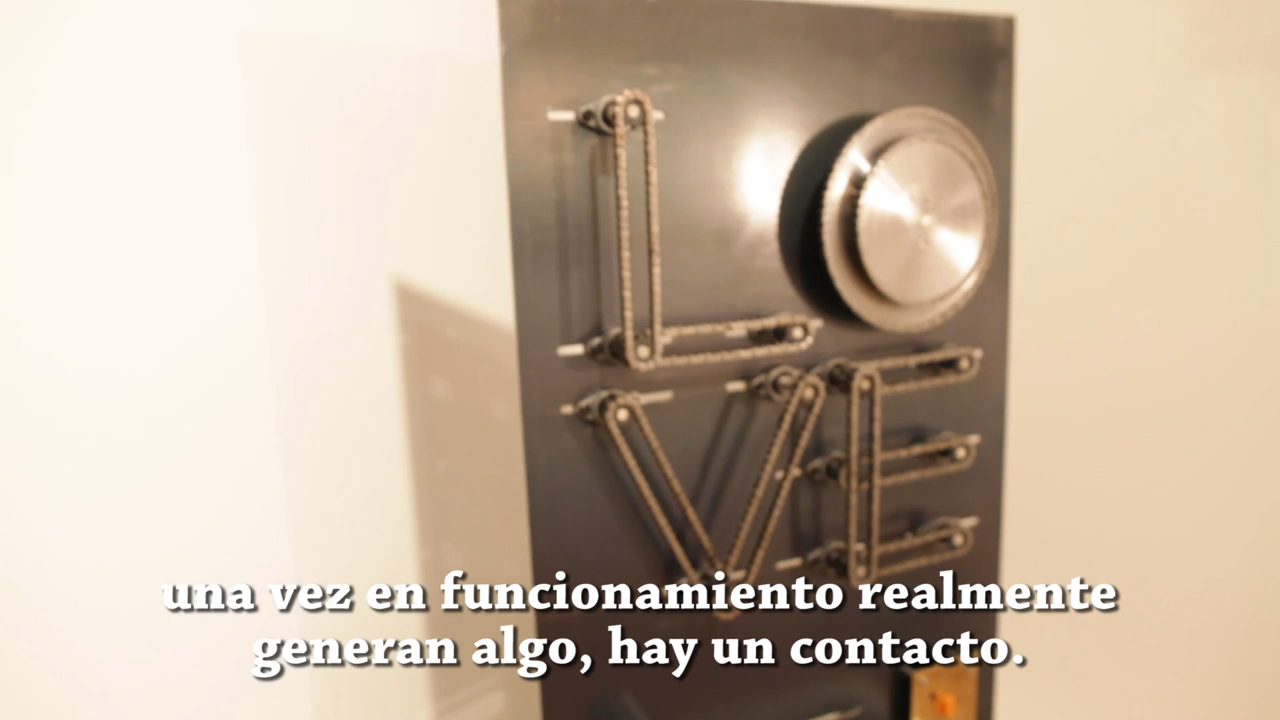 LO
VE
una vez en funcionamiento realmente
generan algo, hay un contacto.